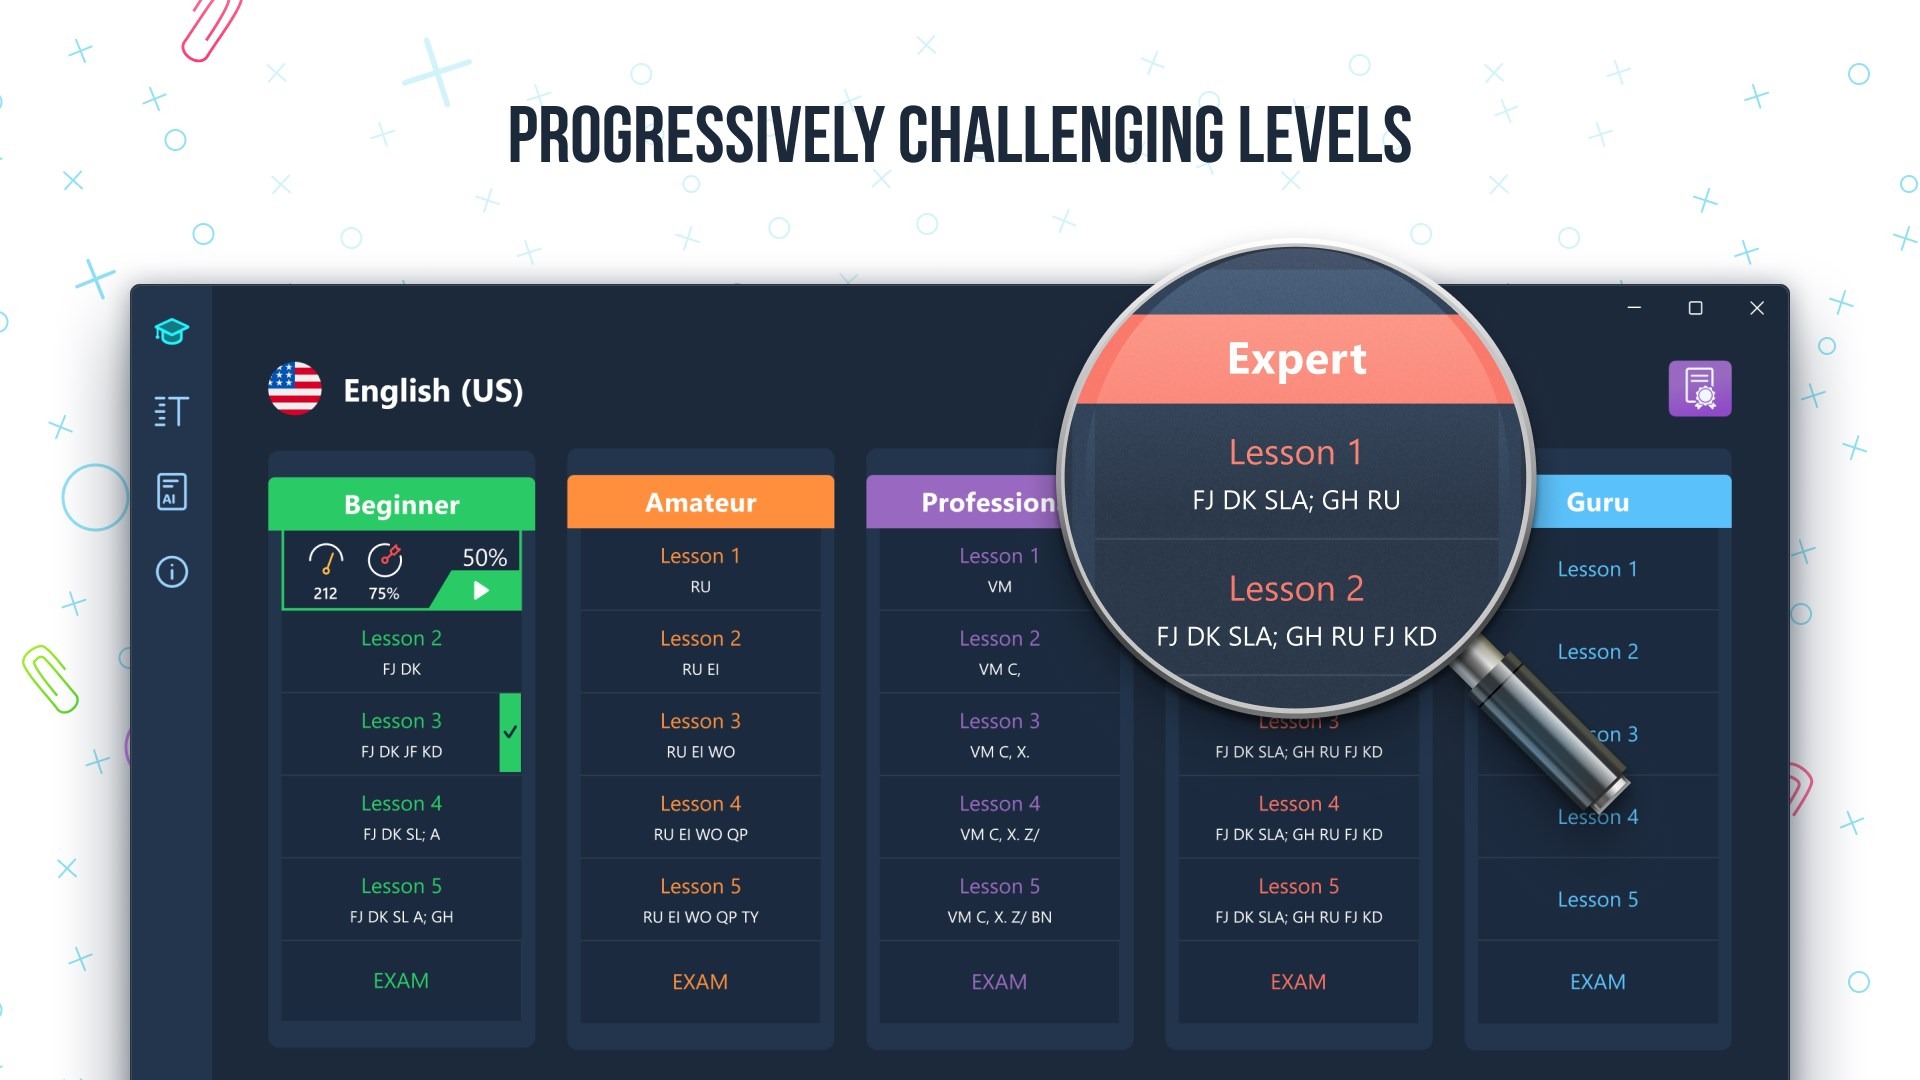 PROGRESSIVELY CHALLENGING LEVELS
English (US)
Beginner
212
75%
50%
Lesson 2
FJ DK
Lesson 3
FJ DK JF KD
Lesson 4
FJ DK SL; A
Lesson 5
FJ DK SL A; GH
EXAM
Amateur
Lesson 1
RU
Lesson 2
RU EI
Lesson 3
RU EI WO
Lesson 4
RU EI WO QP
Lesson 5
RU EI WO QP TY
EXAM
Profession
Lesson 1
VM
Lesson 2
VM C,
Lesson 3
VM C, X.
Lesson 4
VM C, X. Z/
Lesson 5
VM C, X. Z/ BN
EXAM
Expert
Lesson 1
FJ DK SLA; GH RU
Lesson 2
FJ DK SLA; GH RU FJ KD
Lesson 3
FJ DK SLA; GH RU FJ KD
Lesson 4
FJ DK SLA; GH RU FJ KD
Lesson 5
FJ DK SLA; GH RU FJ KD
EXAM
Guru
Lesson 1
Lesson 2
son 3
Lesson 4
Lesson 5
EXAM
AI